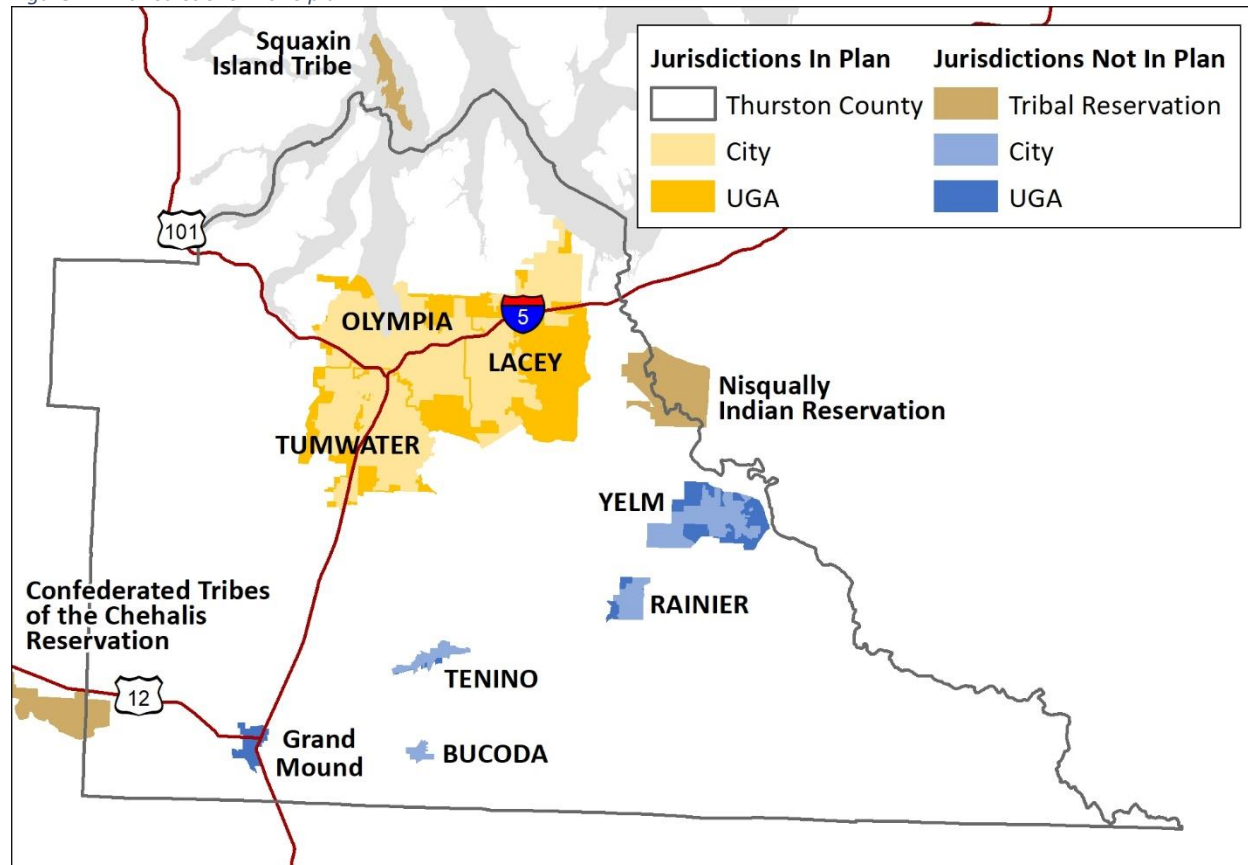 Squaxin
Island Tribe
Jurisdictions In Plan
Thurston County
City
UGA
Jurisdictions Not In Plan
Tribal Reservation
City
UGA
101
OLYMPIA
5
LACEY
TUMWATER
Nisqually
Indian Reservation
YELM
RAINIER
Confederated Tribes
of the Chehalis
Reservation
12
TENINO
Grand
Mound
BUCODA